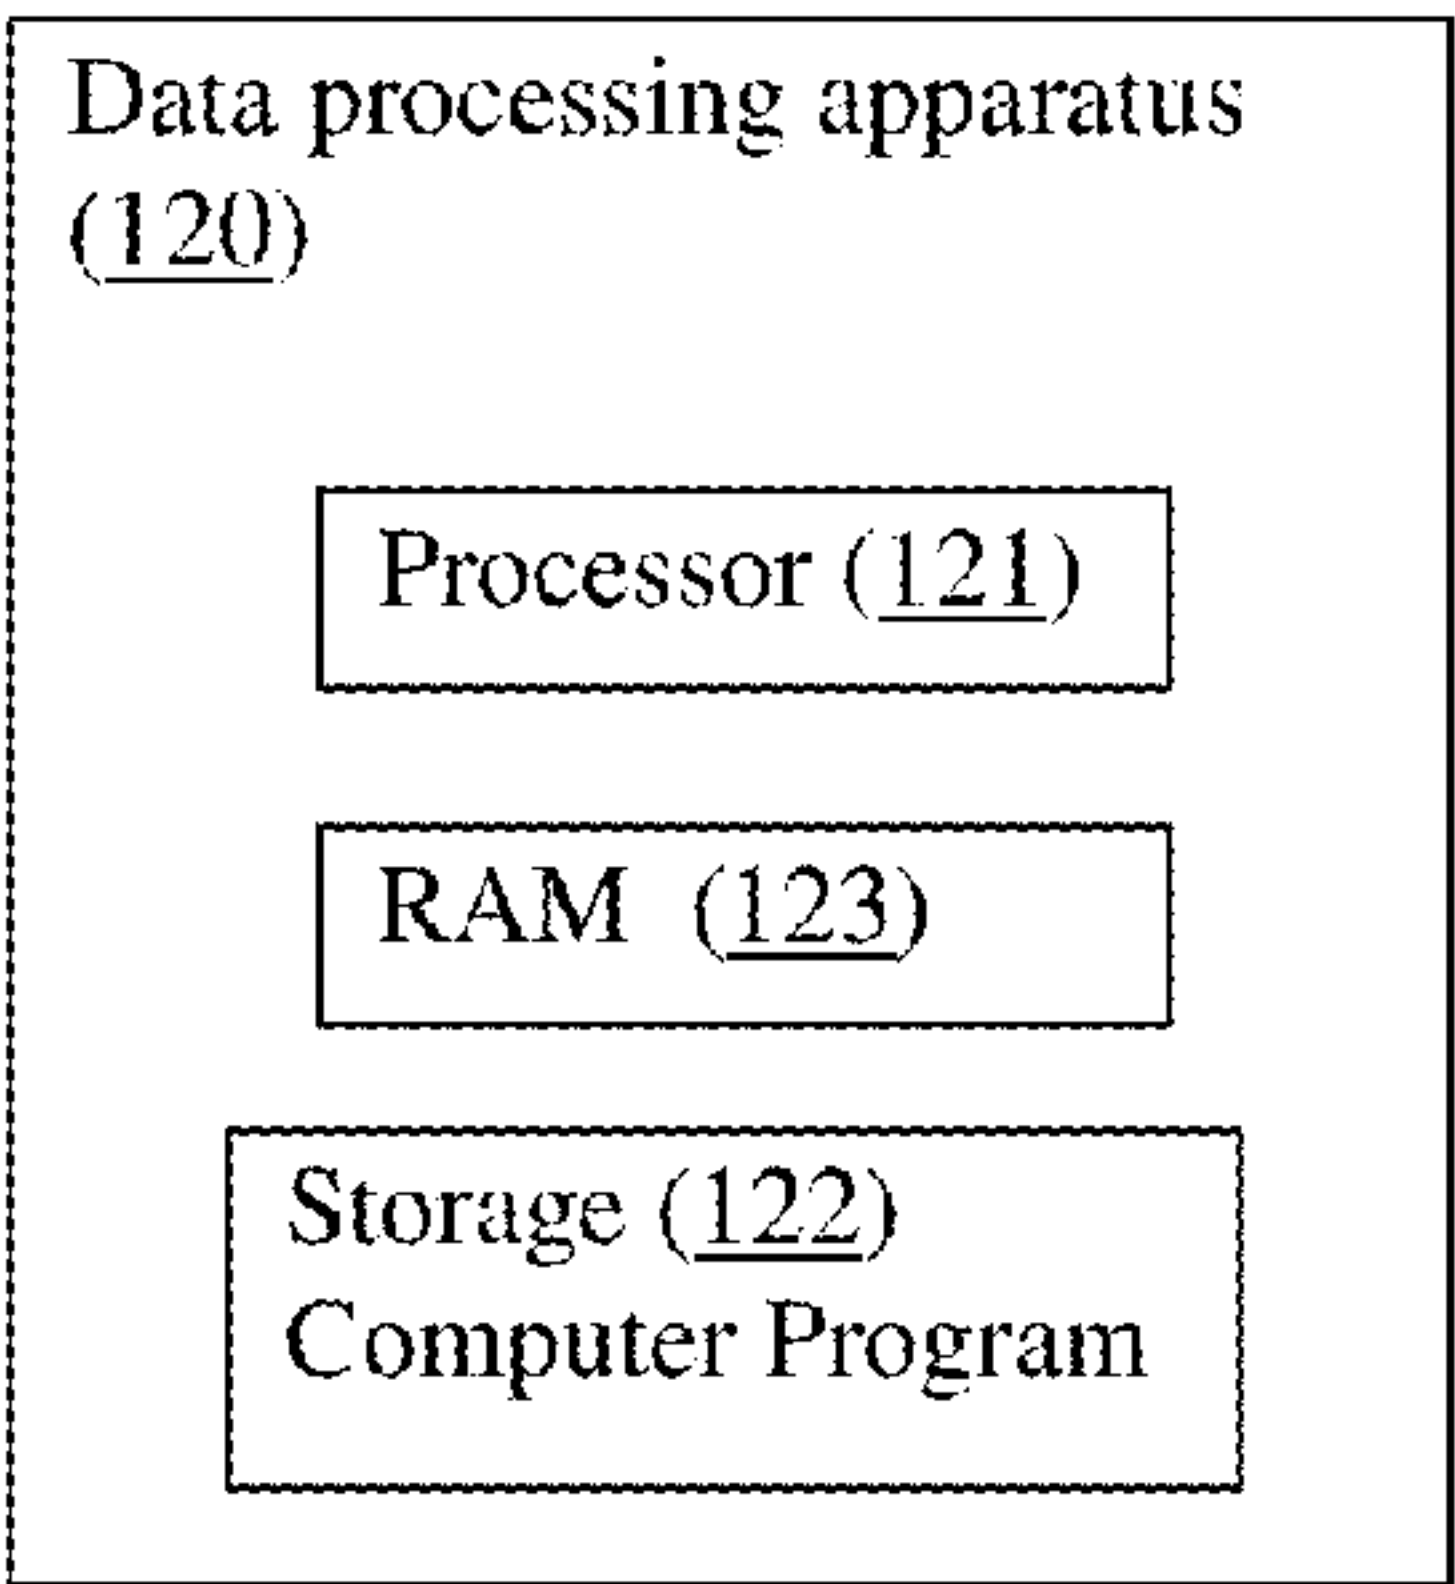 Data processing apparatus
(120)
Processor (121)
RAM (123)
Storage (122)
Computer Program